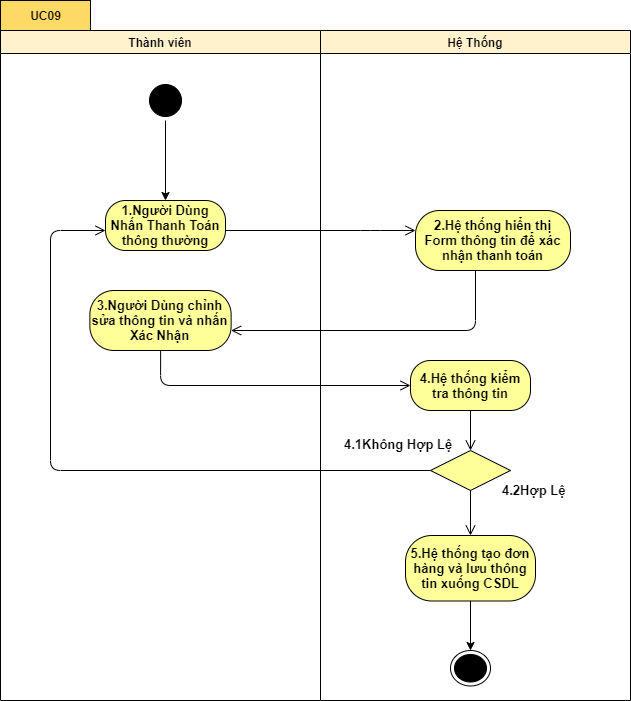 UC09
Thành viên
Hệ Thống
1.Người Dùng
Nhấn Thanh Toán
thông thường
2.Hệ thống hiển thị
Form thông tin để xác
nhận thanh toán
3.Người Dùng chỉnh
sửa thông tin và nhấn
Xác Nhận
4.Hệ thống kiểm
tra thông tin
4.1Không Hợp Lệ
4.2Hợp Lệ
5.Hệ thống tạo đơn
hàng và lưu thông
tin xuống CSDL